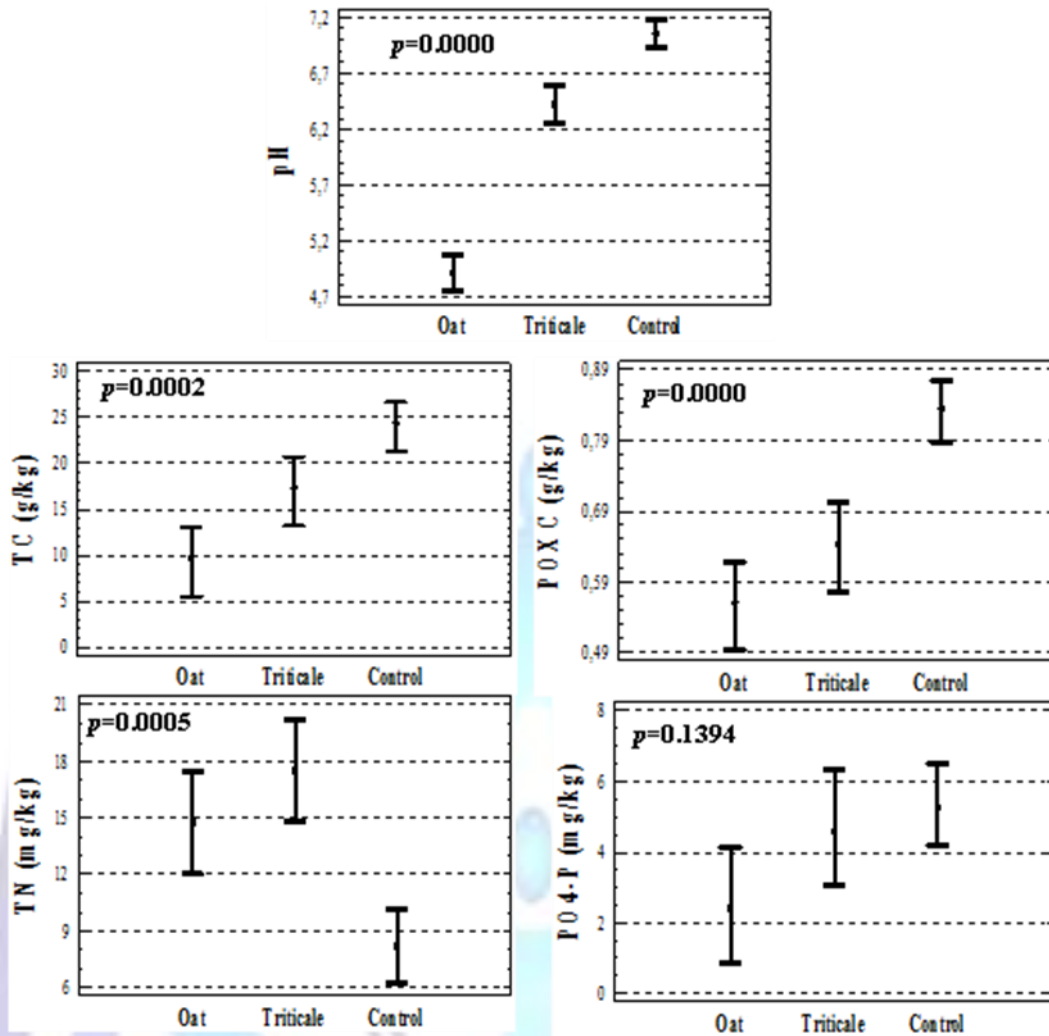 7,2
p=0.0000
6,7
6,2
pH
5,7
5,2
4,7
Oat Triticale Control
30
p=0.0002
25
20
TC (g/kg)
15
10
5
0
Oat Triticale Control
0,89
p=0.0000
0,79
POXC (g/kg)
0,69
0,59
0,49
Oat Triticale Control
21
p=0.0005
18
TN (mg/kg)
15
12
9
6
Oat Triticale Control
8
p=0.1394
6
PO4-P (mg/kg)
4
2
0
Oat Triticale Control